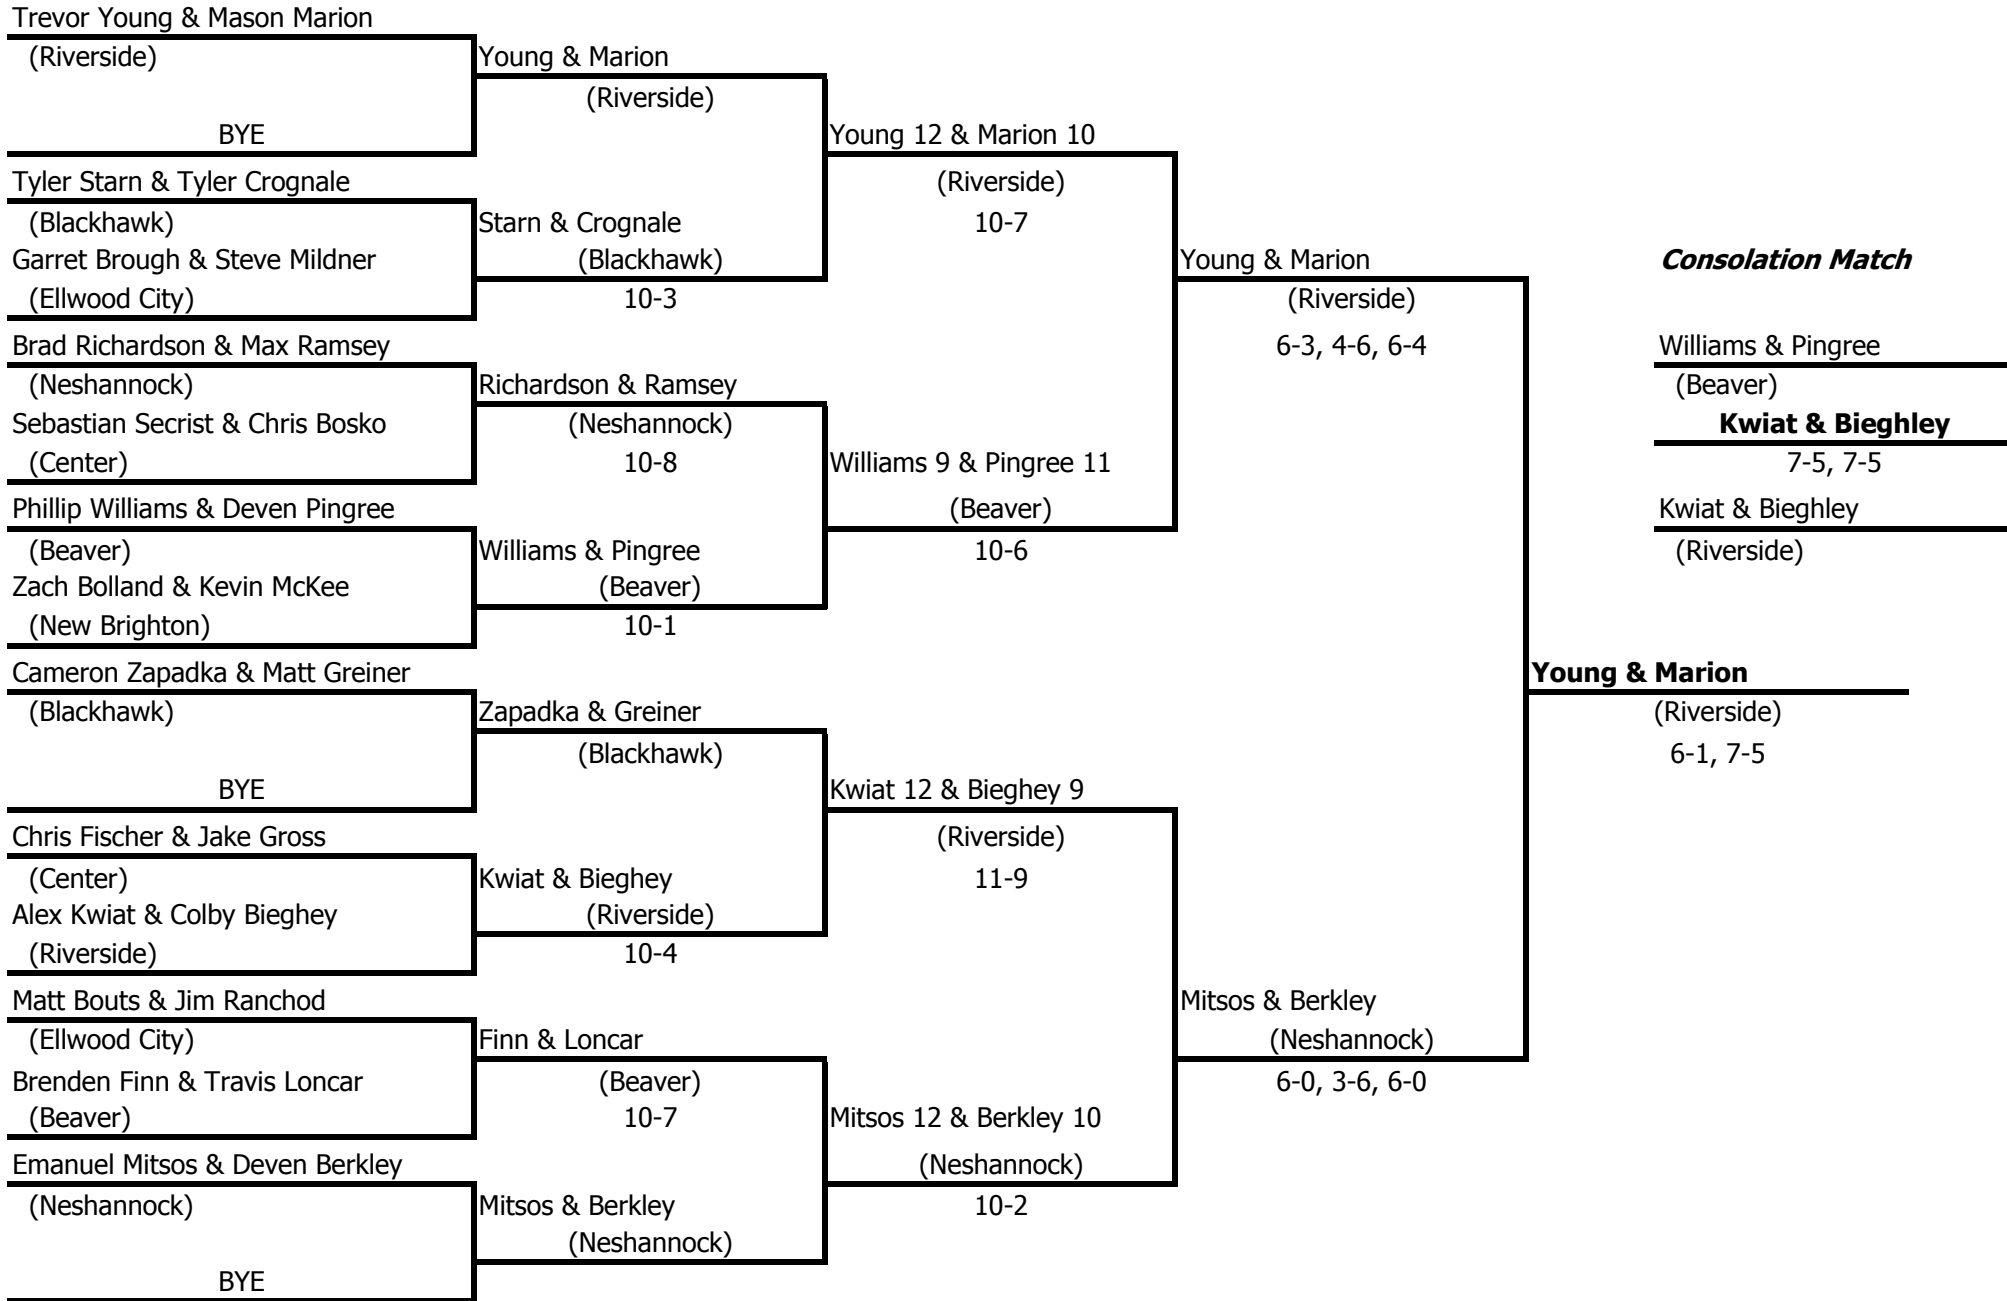 Trevor Young & Mason Marion
(Riverside)
BYE
Tyler Starn & Tyler Crognale
(Blackhawk)
Garret Brough & Steve Mildner
(Ellwood City)
Brad Richardson & Max Ramsey
(Neshannock)
Sebastian Secrist & Chris Bosko
(Center)
Phillip Williams & Deven Pingree
(Beaver)
Zach Bolland & Kevin McKee
(New Brighton)
Cameron Zapadka & Matt Greiner
(Blackhawk)
BYE
Chris Fischer & Jake Gross
(Center)
Alex Kwiat & Colby Bieghey
(Riverside)
Matt Bouts & Jim Ranchod
(Ellwood City)
Brenden Finn & Travis Loncar
(Beaver)
Emanuel Mitsos & Deven Berkley
(Neshannock)
BYE
Young & Marion
(Riverside)
Starn & Crognale
(Blackhawk)
10-3
Richardson & Ramsey
(Neshannock)
10-8
Williams & Pingree
(Beaver)
10-1
Zapadka & Greiner
(Blackhawk)
Kwiat & Bieghey
(Riverside)
10-4
Finn & Loncar
(Beaver)
10-7
Mitsos & Berkley
(Neshannock)
Young 12 & Marion 10
(Riverside)
10-7
Williams 9 & Pingree 11
(Beaver)
10-6
Kwiat 12 & Bieghey 9
(Riverside)
11-9
Mitsos 12 & Berkley 10
(Neshannock)
10-2
Young & Marion
(Riverside)
6-3, 4-6, 6-4
Mitsos & Berkley
(Neshannock)
6-0, 3-6, 6-0
Young & Marion
(Riverside)
6-1, 7-5
Consolation Match
Williams & Pingree
(Beaver)
Kwiat & Bieghley
7-5, 7-5
Kwiat & Bieghley
(Riverside)